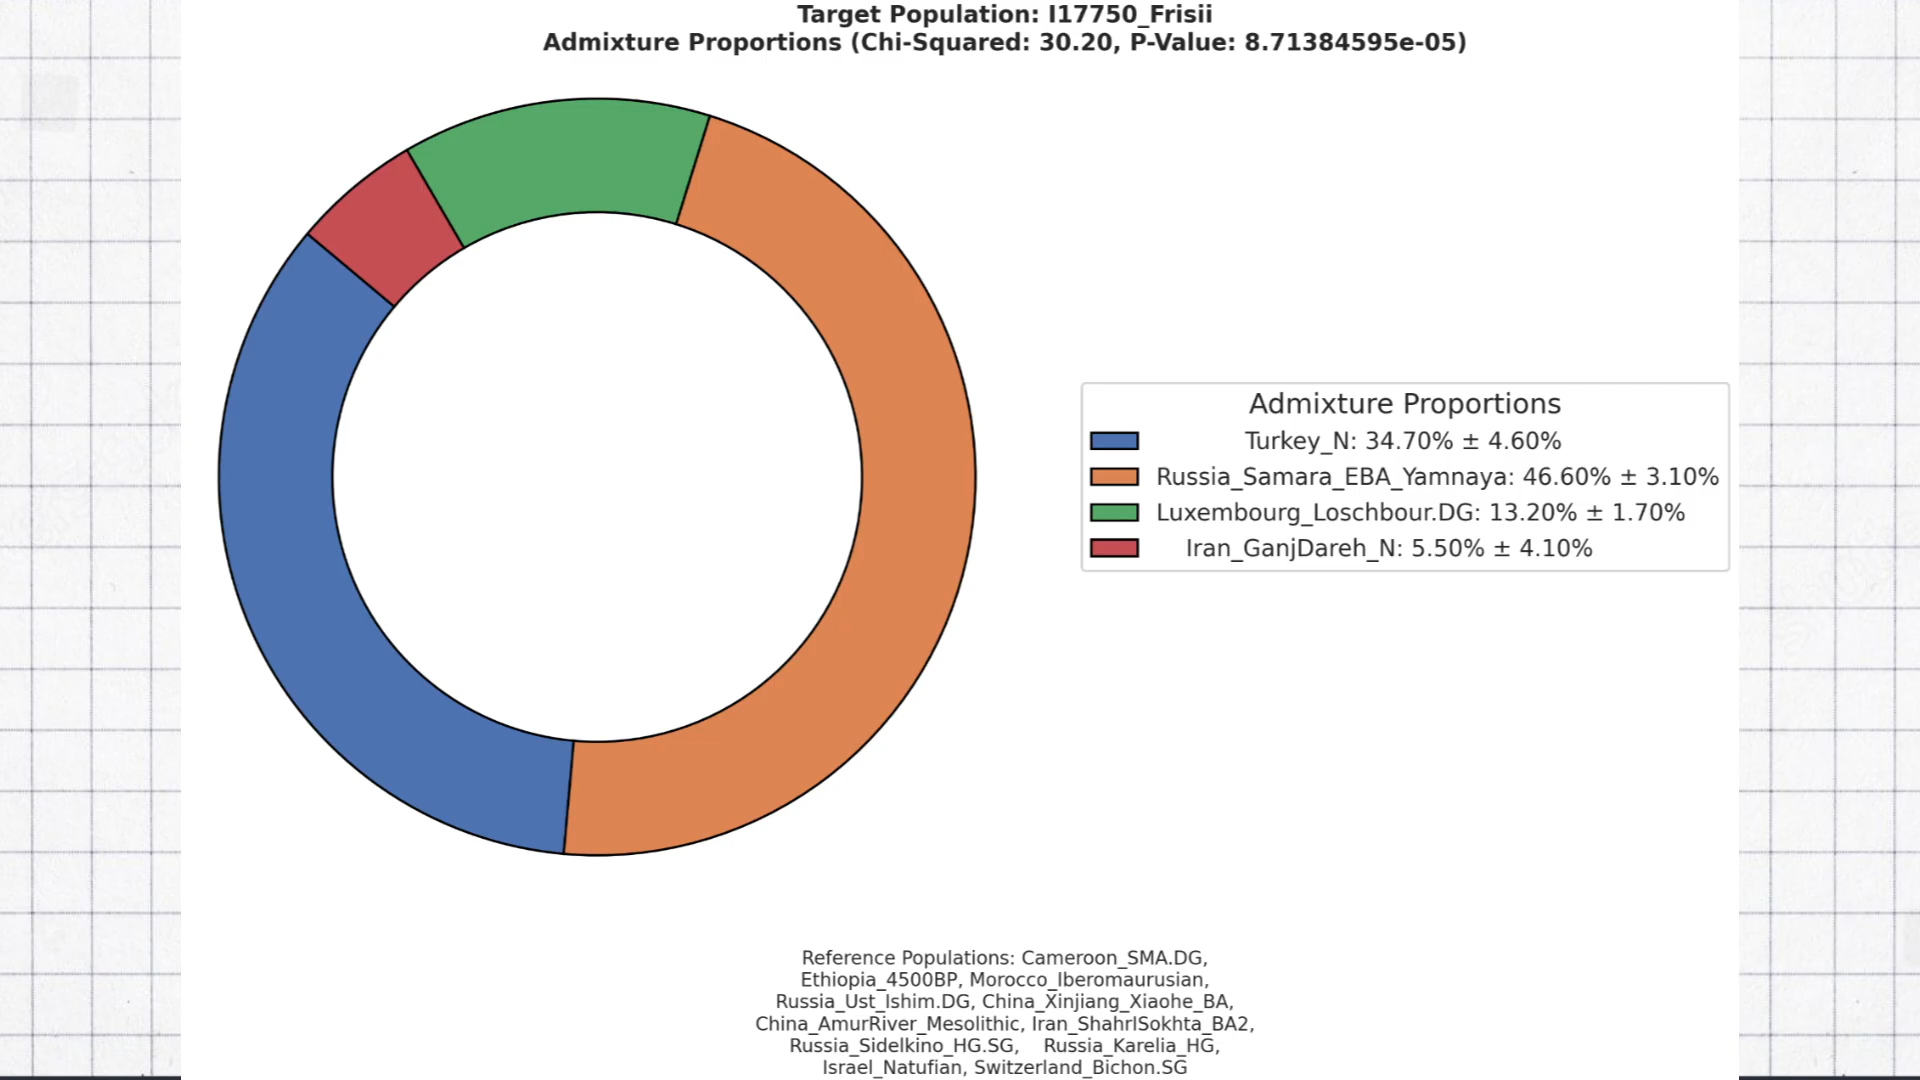 Target Population: I17750_Frisii
Admixture Proportions (Chi-Squared: 30.20, P-Value: 8.71384595e-05)
Admixture Proportions
Turkey_N: 34.70% ± 4.60%
Russia_Samara_EBA_Yamnaya: 46.60% ± 3.10%
Luxembourg_Loschbour.DG: 13.20% ± 1.70%
Iran_GanjDareh_N: 5.50% ± 4.10%
Reference Populations: Cameroon_SMA.DG,
Ethiopia_4500BP, Morocco_Iberomaurusian,
Russia_Ust_Ishim.DG, China_Xinjiang_Xiaohe_BA,
China_AmurRiver_Mesolithic, Iran_ShahrISokhta_BA2,
Russia_Sidelkino_HG.SG, Russia_Karelia_HG,
Israel_Natufian, Switzerland_Bichon.SG